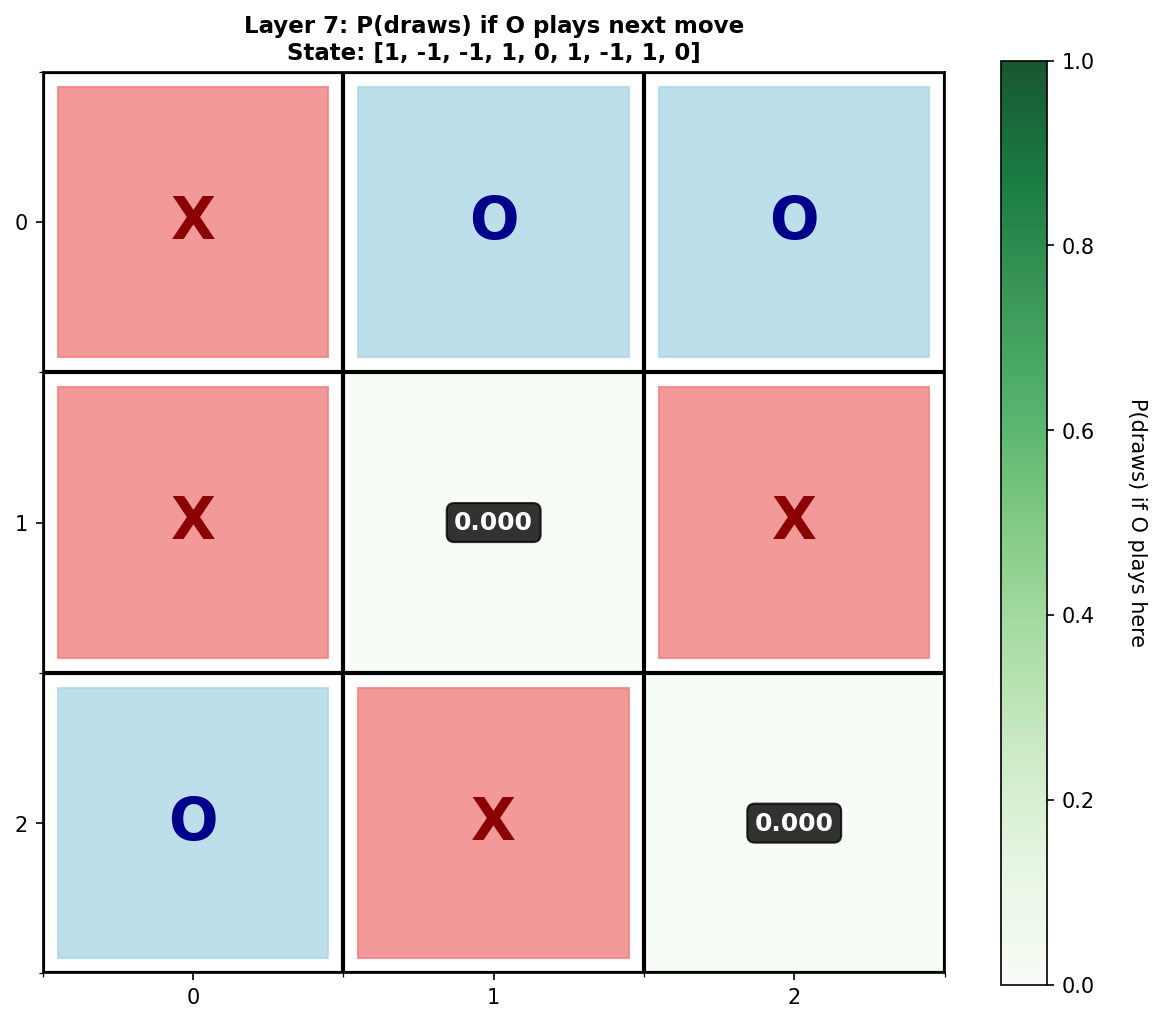 Layer 7: P(draws) if O plays next move
State: [1, -1, -1, 1, 0, 1, -1, 1, 0]
1.0
0.8
0.6
0.4
0.2
0.0
P(draws) if O plays here
0
X
O
O
1
X
0.000
X
2
O
X
0.000
0
1
2